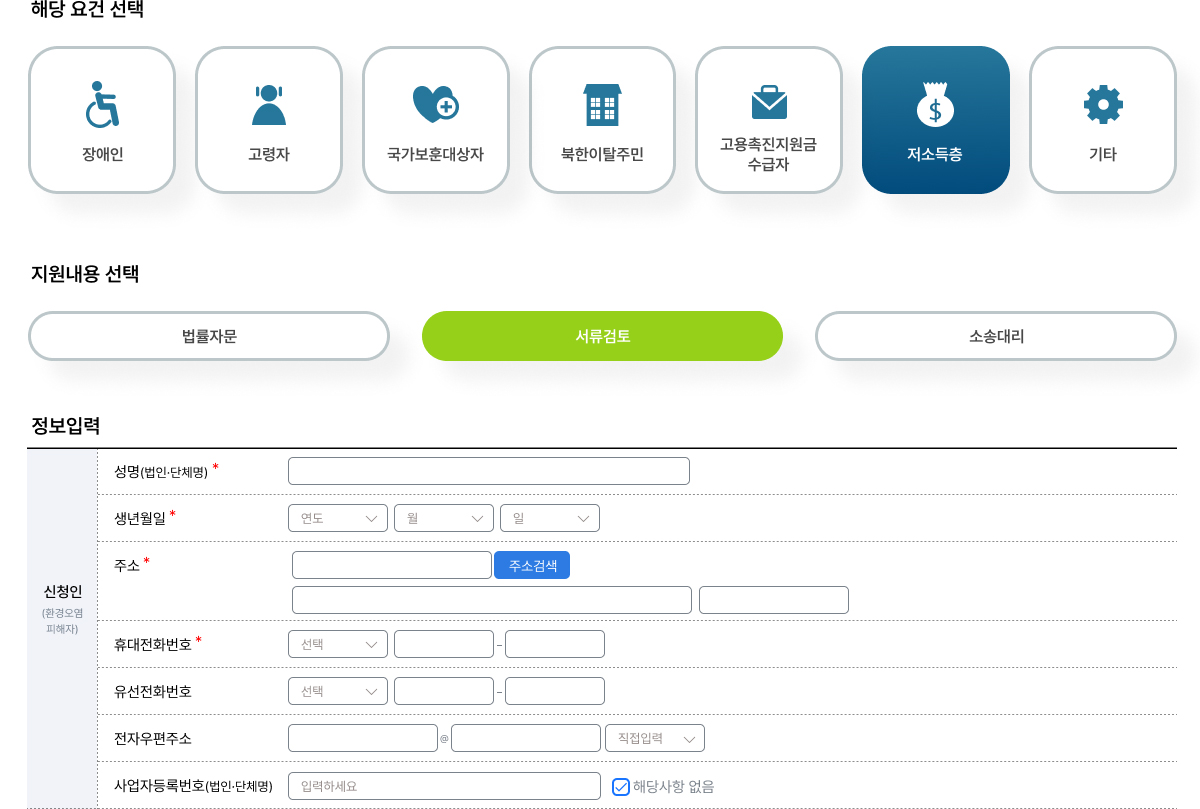 해당 요건 선택
장애인
고령자
국가보훈대상자
북한이탈주민
고용촉진지원금
수급자
저소득층
기타
지원내용 선택
법률자문
서류검토
소송대리
정보입력
신청인
(환경오염
피해자)
성명(법인·단체명) *
생년월일 * 연도 월 일
주소 * 주소검색
휴대전화번호 * 선택 -
유선전화번호 선택 -
전자우편주소 @ 직접입력
사업자등록번호(법인·단체명) 입력하세요 해당사항 없음